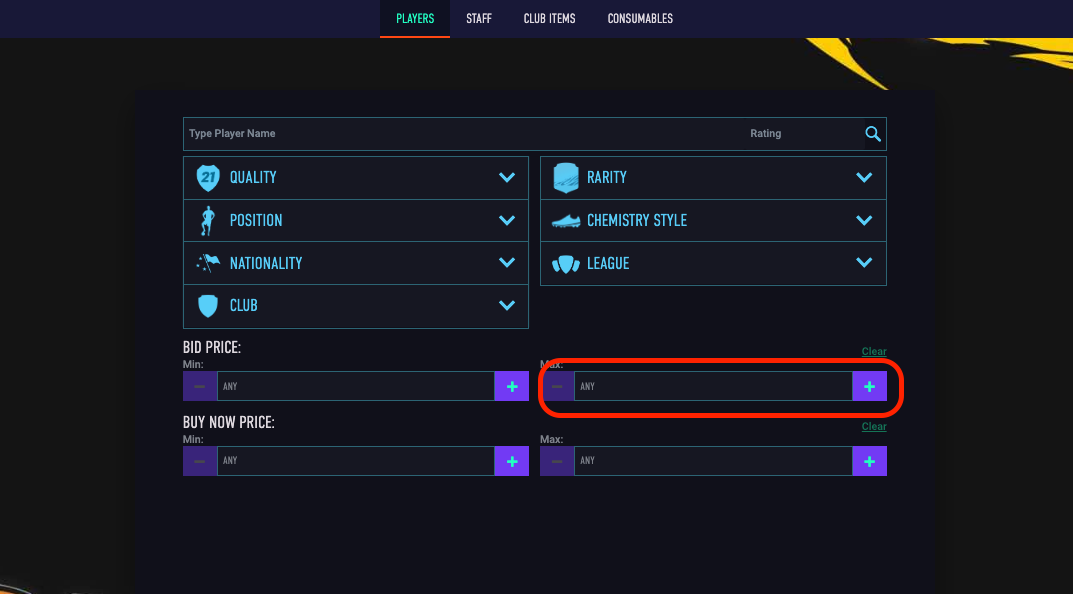 PLAYERS STAFF CLUB ITEMS CONSUMABLES
Type Player Name Rating
21 QUALITY
RARITY
POSITION
CHEMISTRY STYLE
NATIONALITY
LEAGUE
CLUB
BID PRICE:
Clear
Min: Max:
− ANY + − ANY +
BUY NOW PRICE:
Clear
Min: Max:
− ANY + − ANY +